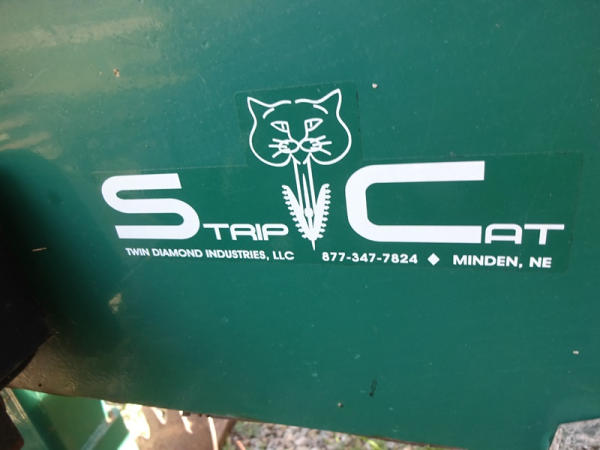 STRIP CAT
TWIN DIAMOND INDUSTRIES, LLC 877-347-7824 ◆ MINDEN, NE